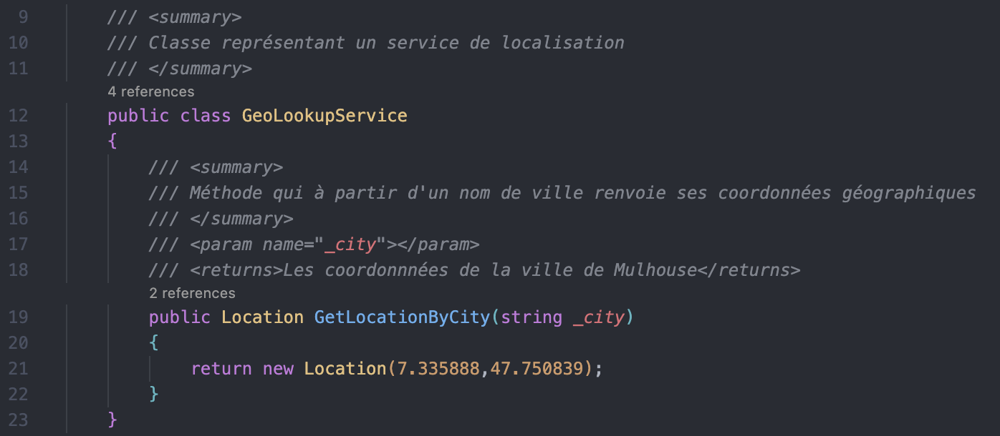 9 /// <summary>
10 /// Classe représentant un service de localisation
11 /// </summary>
4 references
12 public class GeoLookupService
13 {
14 /// <summary>
15 /// Méthode qui à partir d'un nom de ville renvoie ses coordonnées géographiques
16 /// </summary>
17 /// <param name="_city"></param>
18 /// <returns>Les coordonnnées de la ville de Mulhouse</returns>
2 references
19 public Location GetLocationByCity(string _city)
20 {
21 return new Location(7.335888,47.750839);
22 }
23 }